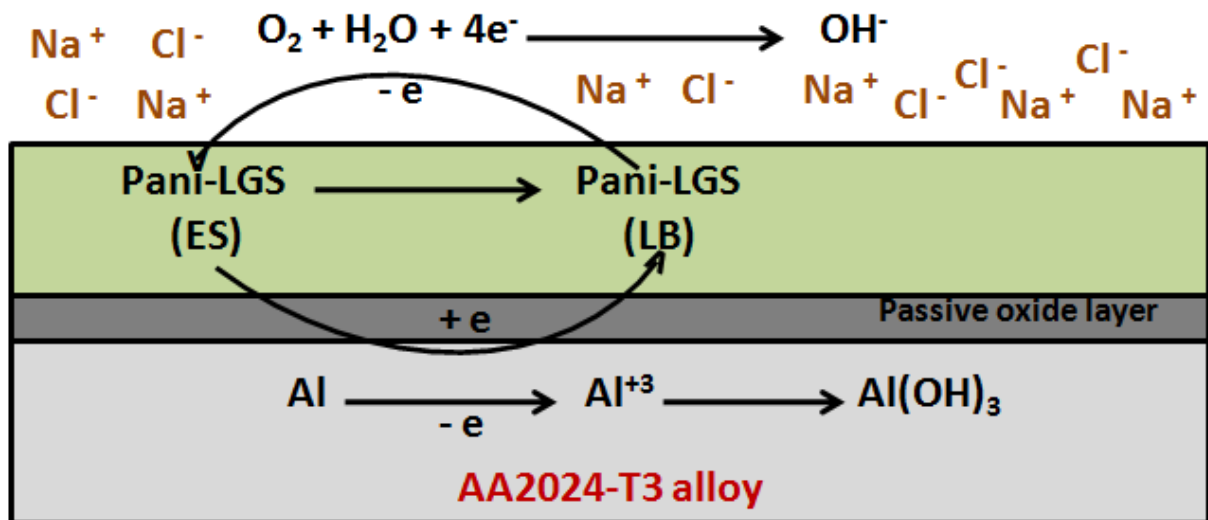 O₂ + H₂O + 4e⁻ OH⁻
Na⁺ Cl⁻
Cl⁻ Na⁺
- e
Na⁺ Cl⁻
Na⁺ Cl⁻ Cl⁻ Na⁺ Cl⁻ Na⁺
Pani-LGS Pani-LGS
(ES) (LB)
+ e
Passive oxide layer
Al Al⁺³ Al(OH)₃
- e
AA2024-T3 alloy